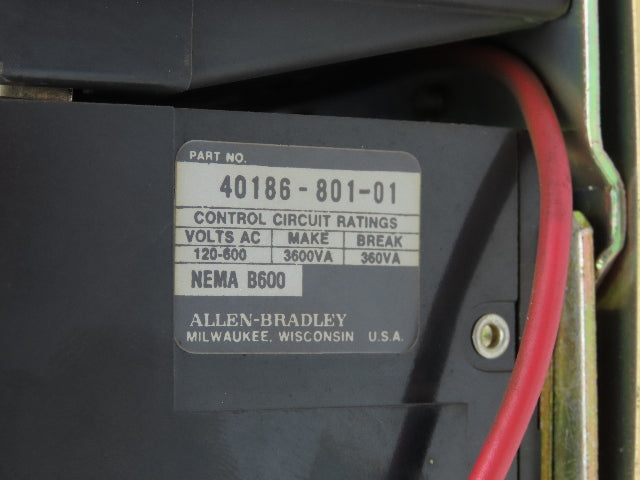 PART NO.
40186-801-01
CONTROL CIRCUIT RATINGS
VOLTS AC MAKE BREAK
120-600 3600VA 360VA
NEMA B600
ALLEN-BRADLEY
MILWAUKEE, WISCONSIN U.S.A.